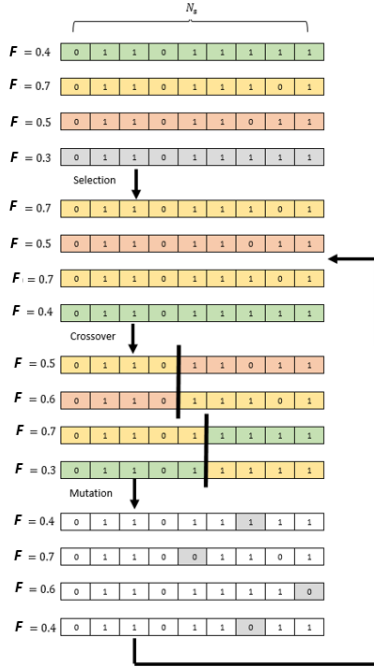 N_s
F = 0.4 0 1 1 0 1 1 1 1 1
F = 0.7 0 1 1 0 1 1 1 0 1
F = 0.5 0 1 1 0 1 1 0 1 1
F = 0.3 0 1 1 0 1 1 1 1 1
Selection
F = 0.7 0 1 1 0 1 1 1 0 1
F = 0.5 0 1 1 0 1 1 0 1 1
F = 0.7 0 1 1 0 1 1 1 0 1
F = 0.4 0 1 1 0 1 1 1 1 1
Crossover
F = 0.5 0 1 1 0 1 1 0 1 1
F = 0.6 0 1 1 0 1 1 1 0 1
F = 0.7 0 1 1 0 1 1 1 1 1
F = 0.3 0 1 1 0 1 1 1 1 1
Mutation
F = 0.4 0 1 1 0 1 1 1 1 1
F = 0.7 0 1 1 0 0 1 1 0 1
F = 0.6 0 1 1 0 1 1 1 1 0
F = 0.4 0 1 1 0 1 1 0 1 1